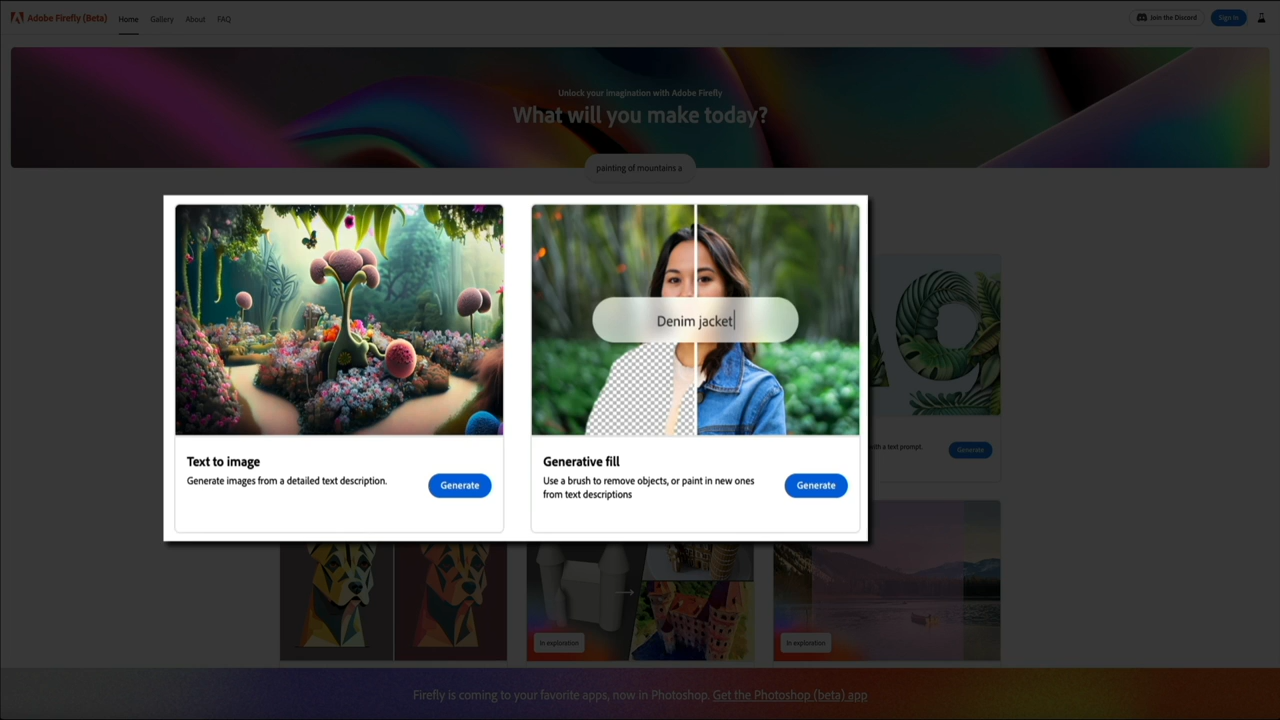 Adobe Firefly (Beta)
Home
Gallery
About
FAQ
Join the Discord
Sign In
Unlock your imagination with Adobe Firefly
What will you make today?
painting of mountains a
Denim jacket
Text to image
Generate images from a detailed text description.
Generate
Generative fill
Use a brush to remove objects, or paint in new ones
from text descriptions
Generate
with a text prompt.
Generate
In exploration
In exploration
Firefly is coming to your favorite apps, now in Photoshop. Get the Photoshop (beta) app